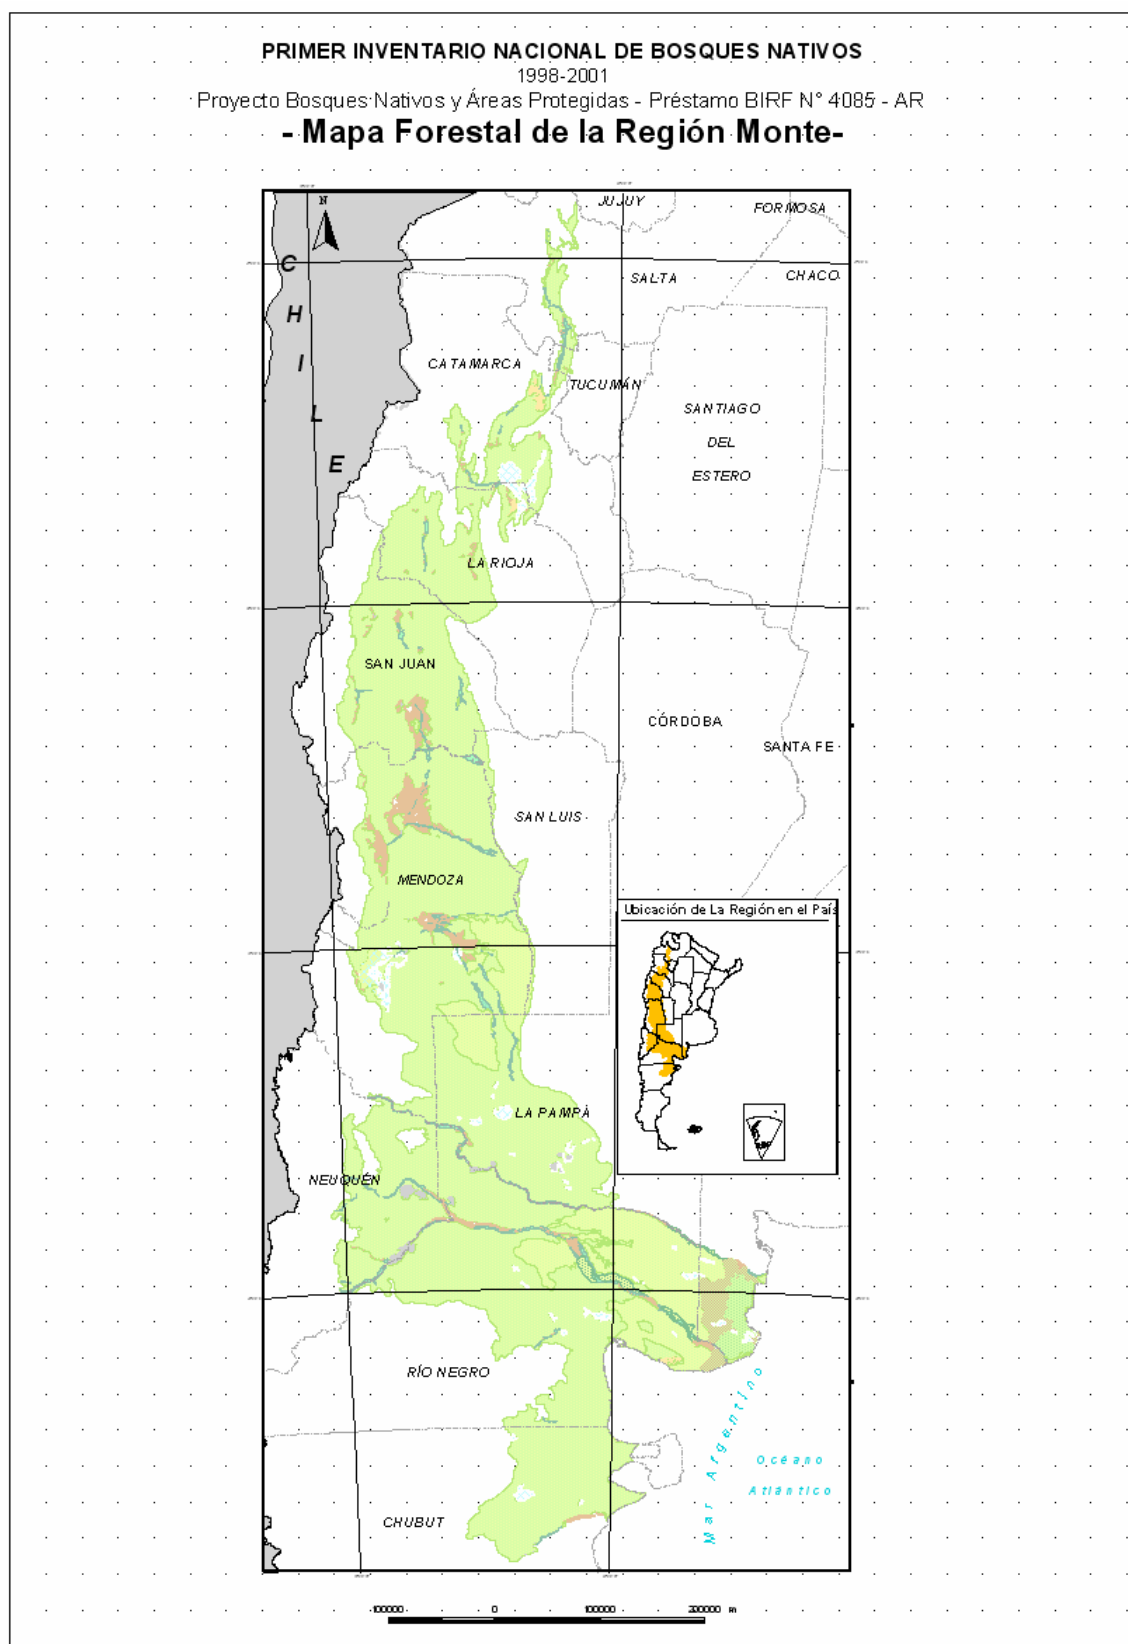 PRIMER INVENTARIO NACIONAL DE BOSQUES NATIVOS
1998-2001
Proyecto Bosques Nativos y Áreas Protegidas - Préstamo BIRF N° 4085 - AR
- Mapa Forestal de la Región Monte-
N
JUJUY
FORMOSA
CHILE
SALTA
CHACO
CATAMARCA
TUCUMÁN
SANTIAGO
DEL
ESTERO
LA RIOJA
SAN JUAN
CÓRDOBA
SANTA FE
SAN LUIS
MENDOZA
Ubicación de La Región en el País
LA PAMPA
NEUQUÉN
RÍO NEGRO
Mar Argentino
Océano
Atlántico
CHUBUT
100000 0 100000 200000 m